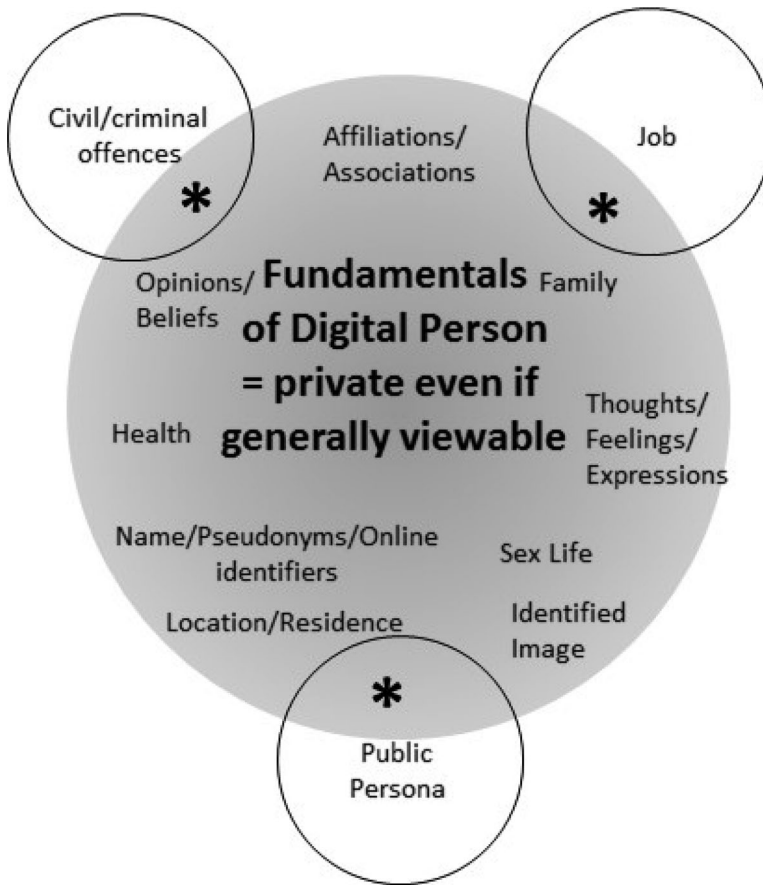 Civil/criminal
offences
*
Job
*
Affiliations/
Associations
Opinions/
Beliefs
Fundamentals
of Digital Person
= private even if
generally viewable
Family
Health
Thoughts/
Feelings/
Expressions
Name/Pseudonyms/Online
identifiers
Sex Life
Location/Residence
Identified
Image
*
Public
Persona